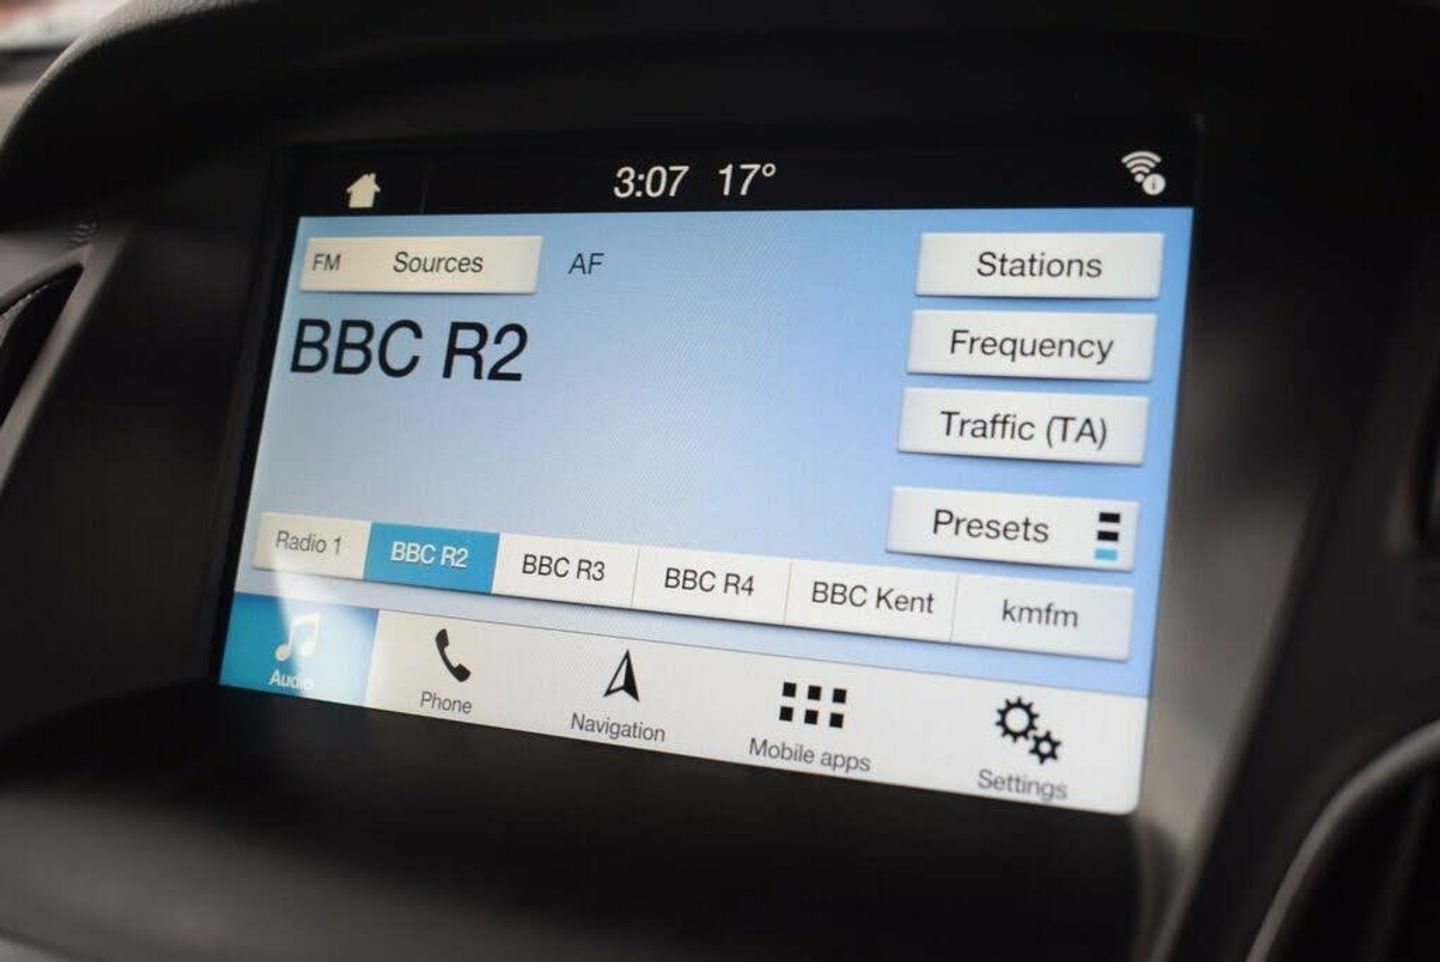 3:07 17°
FM Sources AF Stations
BBC R2
Frequency
Traffic (TA)
Presets
Radio 1 BBC R2 BBC R3 BBC R4 BBC Kent kmfm
Audio Phone Navigation Mobile apps Settings